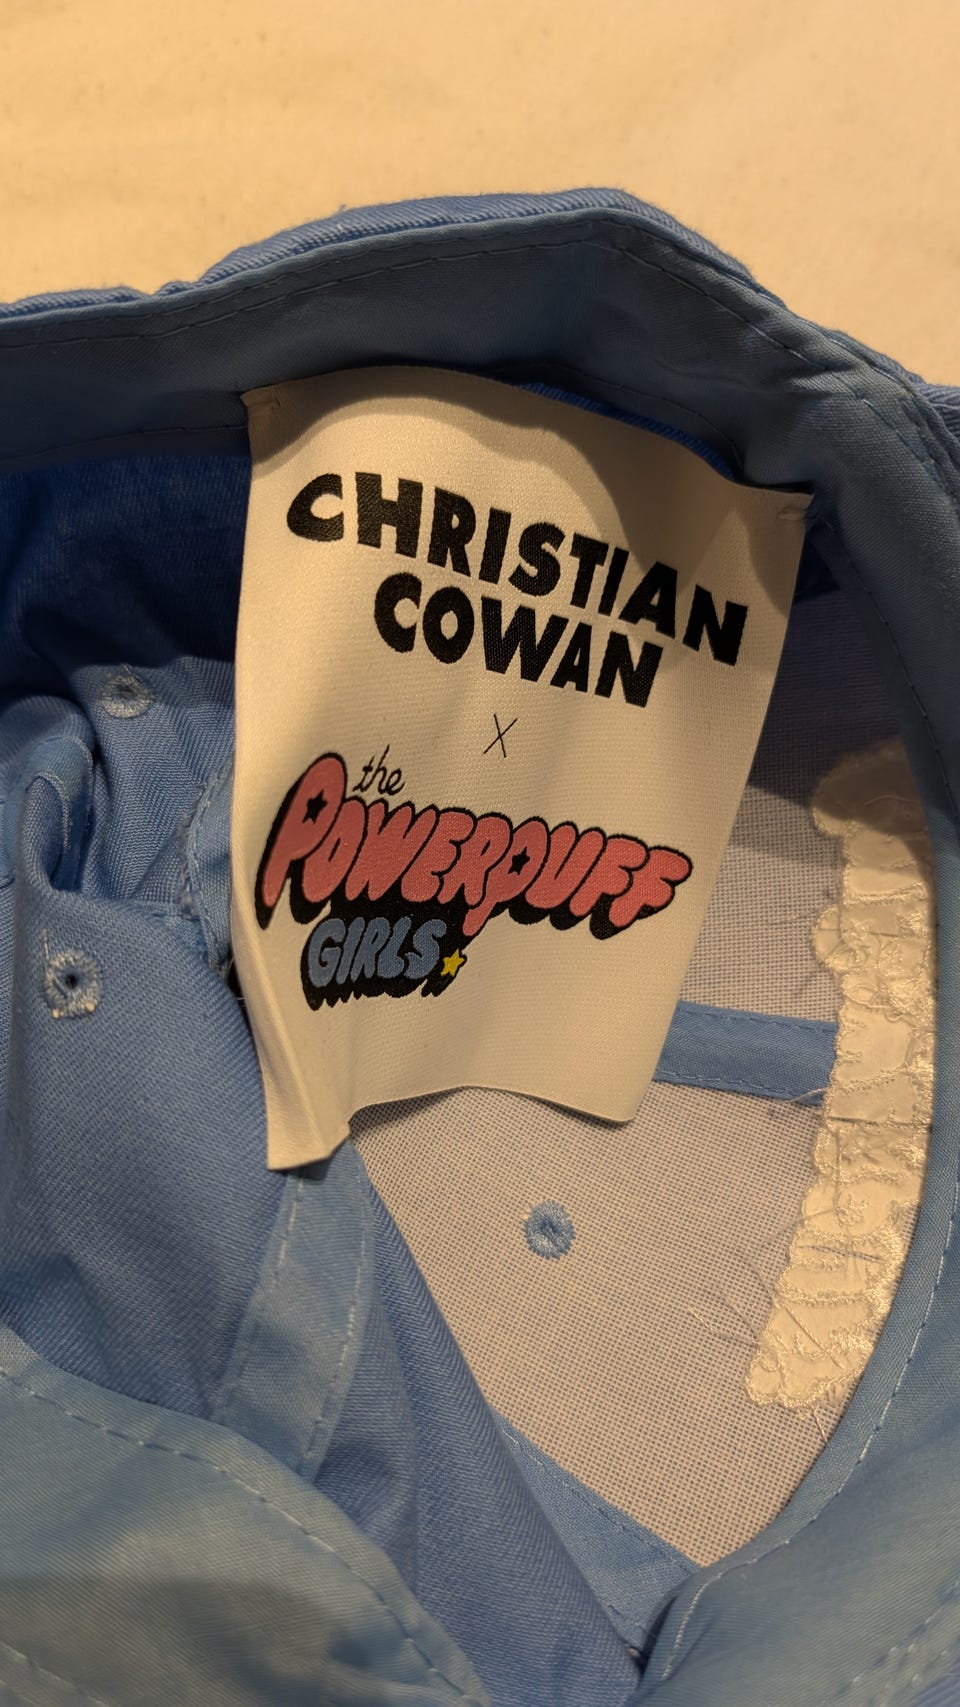 CHRISTIAN
COWAN
X
the
POWERPUFF
GIRLS